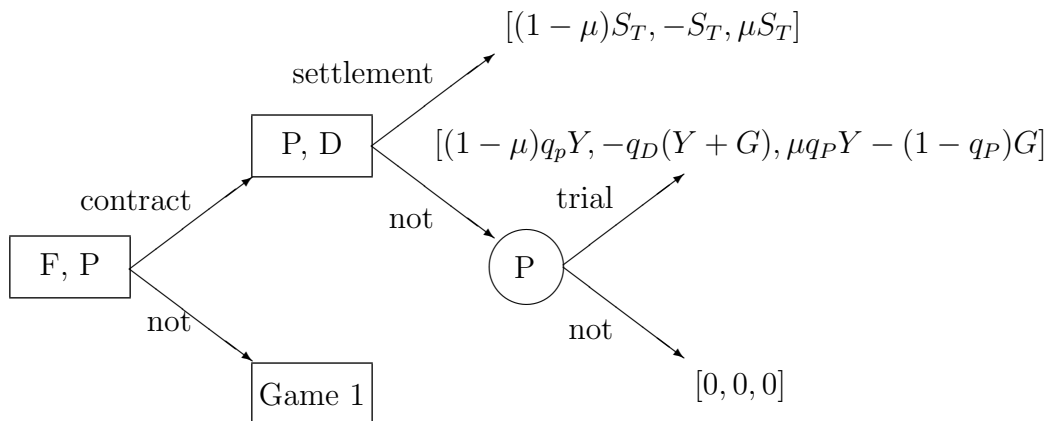 [(1 − μ)S_T, −S_T, μS_T]
settlement
P, D
[(1 − μ)q_pY, −q_D(Y + G), μq_PY − (1 − q_P)G]
contract
not
trial
F, P
P
not
not
Game 1
[0, 0, 0]